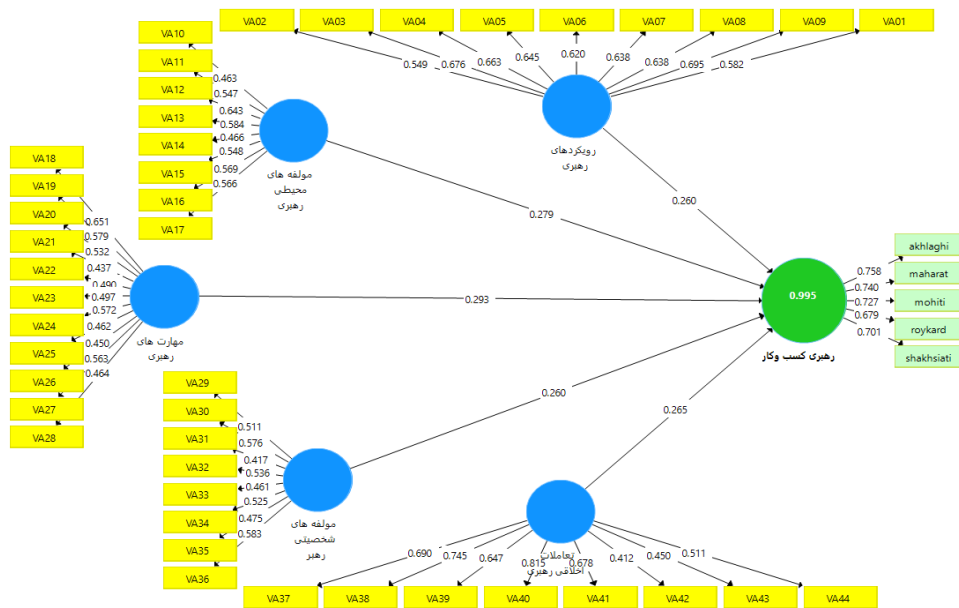 VA02 VA03 VA04 VA05 VA06 VA07 VA08 VA09 VA01
0.549 0.676 0.663 0.645 0.620 0.638 0.638 0.695 0.582
رویکردهای
رهبری
VA10
VA11
VA12
VA13
VA14
VA15
VA16
VA17
0.463
0.547
0.643
0.584
0.466
0.548
0.569
0.566
مولفه های
محیطی
رهبری
0.279
0.260
VA18
VA19
VA20
VA21
VA22
VA23
VA24
VA25
VA26
VA27
VA28
0.651
0.579
0.532
0.437
0.490
0.497
0.572
0.462
0.450
0.563
0.464
مهارت های
رهبری
0.293
0.995
رهبری کسب وکار
0.758
0.740
0.727
0.679
0.701
akhlaghi
maharat
mohiti
roykard
shakhsiati
VA29
VA30
VA31
VA32
VA33
VA34
VA35
VA36
0.511
0.576
0.417
0.536
0.461
0.525
0.475
0.583
مولفه های
شخصیتی
رهبر
0.260
0.265
تعاملات
اخلاقی رهبری
0.690 0.745 0.647 0.815 0.678 0.412 0.450 0.511
VA37 VA38 VA39 VA40 VA41 VA42 VA43 VA44